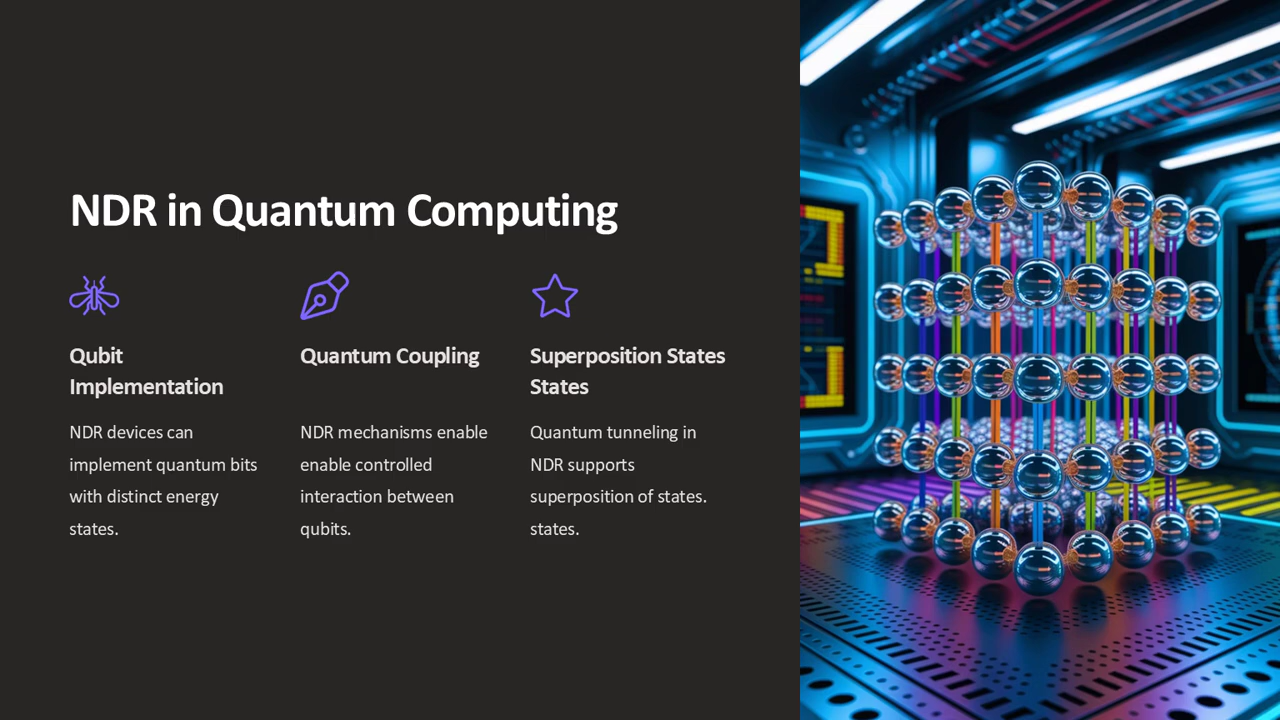 NDR in Quantum Computing
Qubit
Implementation
NDR devices can
implement quantum bits
with distinct energy
states.
Quantum Coupling
NDR mechanisms enable
enable controlled
interaction between
qubits.
Superposition States
States
Quantum tunneling in
NDR supports
superposition of states.
states.